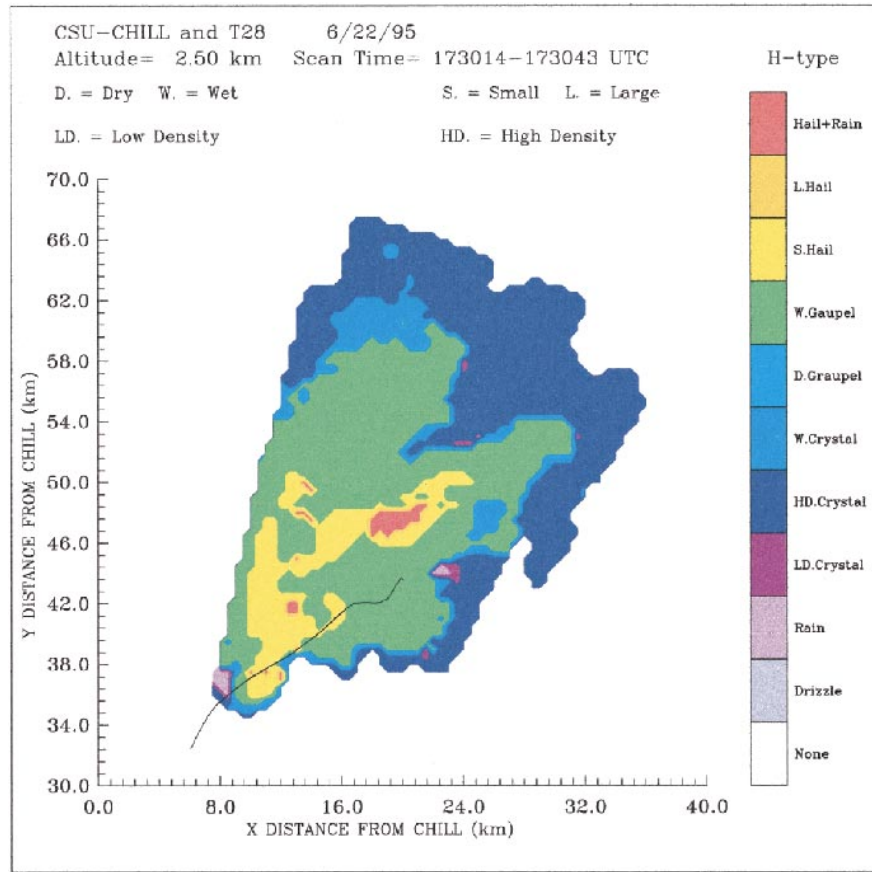 CSU-CHILL and T28 6/22/95
Altitude= 2.50 km Scan Time= 173014-173043 UTC
D. = Dry W. = Wet S. = Small L. = Large
LD. = Low Density HD. = High Density
H-type
Hail+Rain
L.Hail
S.Hail
W.Gaupel
D.Graupel
W.Crystal
HD.Crystal
LD.Crystal
Rain
Drizzle
None
Y DISTANCE FROM CHILL (km)
70.0
66.0
62.0
58.0
54.0
50.0
46.0
42.0
38.0
34.0
30.0
0.0 8.0 16.0 24.0 32.0 40.0
X DISTANCE FROM CHILL (km)